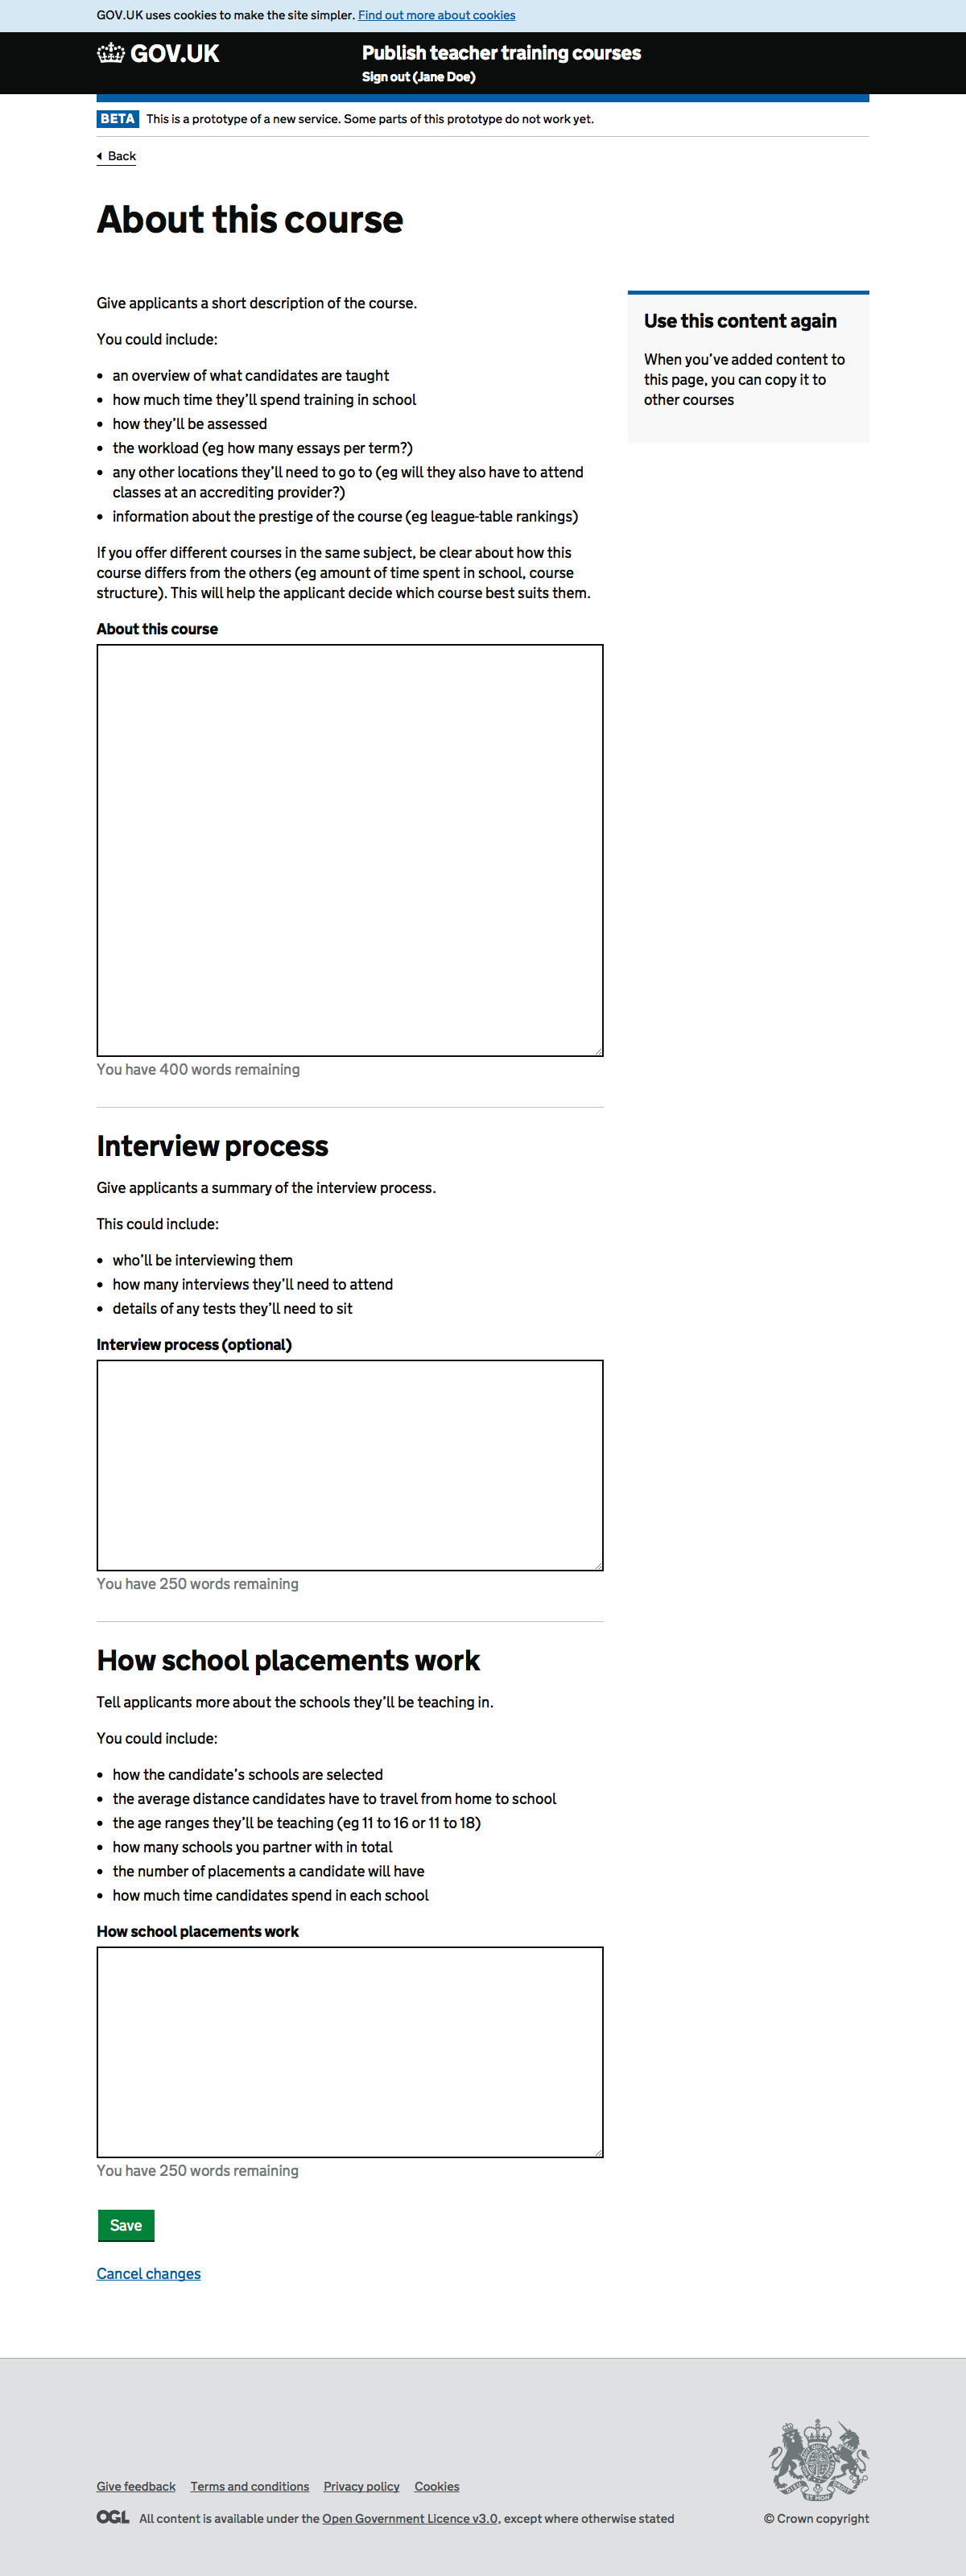 GOV.UK uses cookies to make the site simpler. Find out more about cookies
GOV.UK
Publish teacher training courses
Sign out (Jane Doe)
BETA This is a prototype of a new service. Some parts of this prototype do not work yet.
Back
About this course
Give applicants a short description of the course.
You could include:
• an overview of what candidates are taught
• how much time they’ll spend training in school
• how they’ll be assessed
• the workload (eg how many essays per term?)
• any other locations they’ll need to go to (eg will they also have to attend
classes at an accrediting provider?)
• information about the prestige of the course (eg league-table rankings)
If you offer different courses in the same subject, be clear about how this
course differs from the others (eg amount of time spent in school, course
structure). This will help the applicant decide which course best suits them.
About this course
You have 400 words remaining
Use this content again
When you’ve added content to
this page, you can copy it to
other courses
Interview process
Give applicants a summary of the interview process.
This could include:
• who’ll be interviewing them
• how many interviews they’ll need to attend
• details of any tests they’ll need to sit
Interview process (optional)
You have 250 words remaining
How school placements work
Tell applicants more about the schools they’ll be teaching in.
You could include:
• how the candidate’s schools are selected
• the average distance candidates have to travel from home to school
• the age ranges they’ll be teaching (eg 11 to 16 or 11 to 18)
• how many schools you partner with in total
• the number of placements a candidate will have
• how much time candidates spend in each school
How school placements work
You have 250 words remaining
Save
Cancel changes
Give feedback Terms and conditions Privacy policy Cookies
OGL All content is available under the Open Government Licence v3.0, except where otherwise stated
© Crown copyright